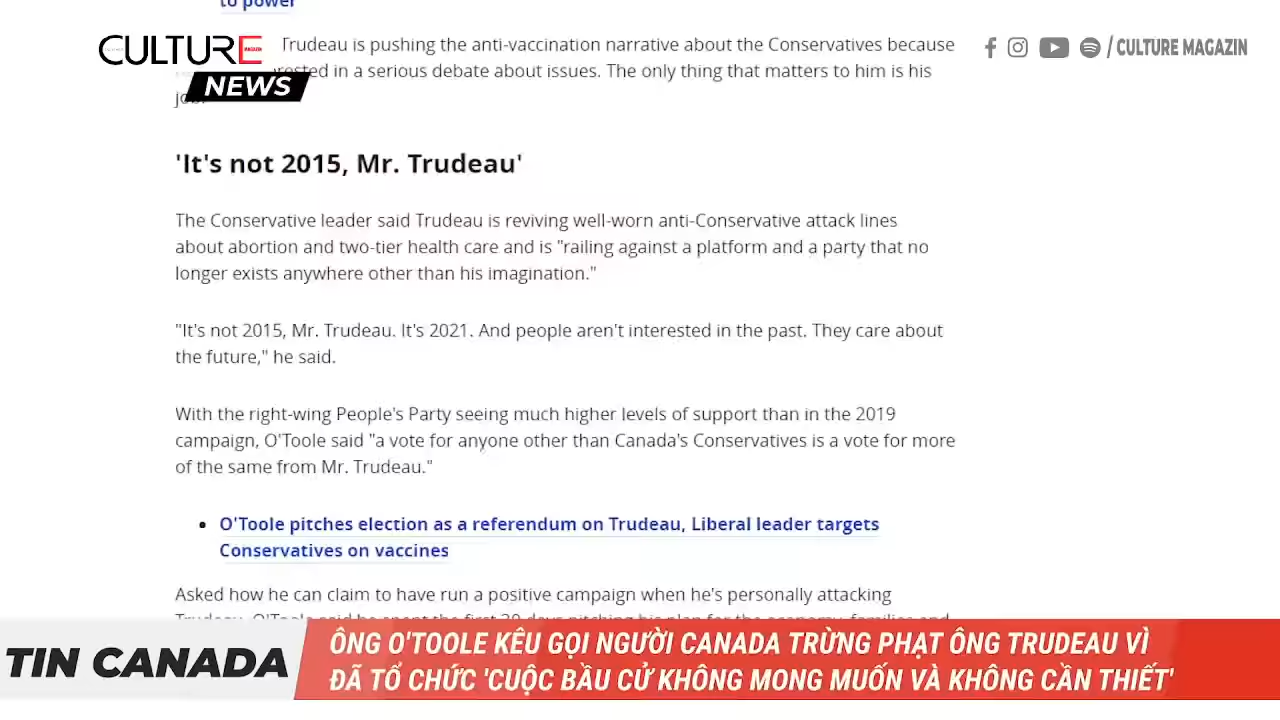 to power
CULTURE
NEWS
Trudeau is pushing the anti-vaccination narrative about the Conservatives because
in a serious debate about issues. The only thing that matters to him is his
job.
/ CULTURE MAGAZIN
'It's not 2015, Mr. Trudeau'
The Conservative leader said Trudeau is reviving well-worn anti-Conservative attack lines
about abortion and two-tier health care and is "railing against a platform and a party that no
longer exists anywhere other than his imagination."
"It's not 2015, Mr. Trudeau. It's 2021. And people aren't interested in the past. They care about
the future," he said.
With the right-wing People's Party seeing much higher levels of support than in the 2019
campaign, O'Toole said "a vote for anyone other than Canada's Conservatives is a vote for more
of the same from Mr. Trudeau."
• O'Toole pitches election as a referendum on Trudeau, Liberal leader targets
Conservatives on vaccines
Asked how he can claim to have run a positive campaign when he's personally attacking
TIN CANADA
ÔNG O'TOOLE KÊU GỌI NGƯỜI CANADA TRỪNG PHẠT ÔNG TRUDEAU VÌ
ĐÃ TỔ CHỨC 'CUỘC BẦU CỬ KHÔNG MONG MUỐN VÀ KHÔNG CẦN THIẾT'